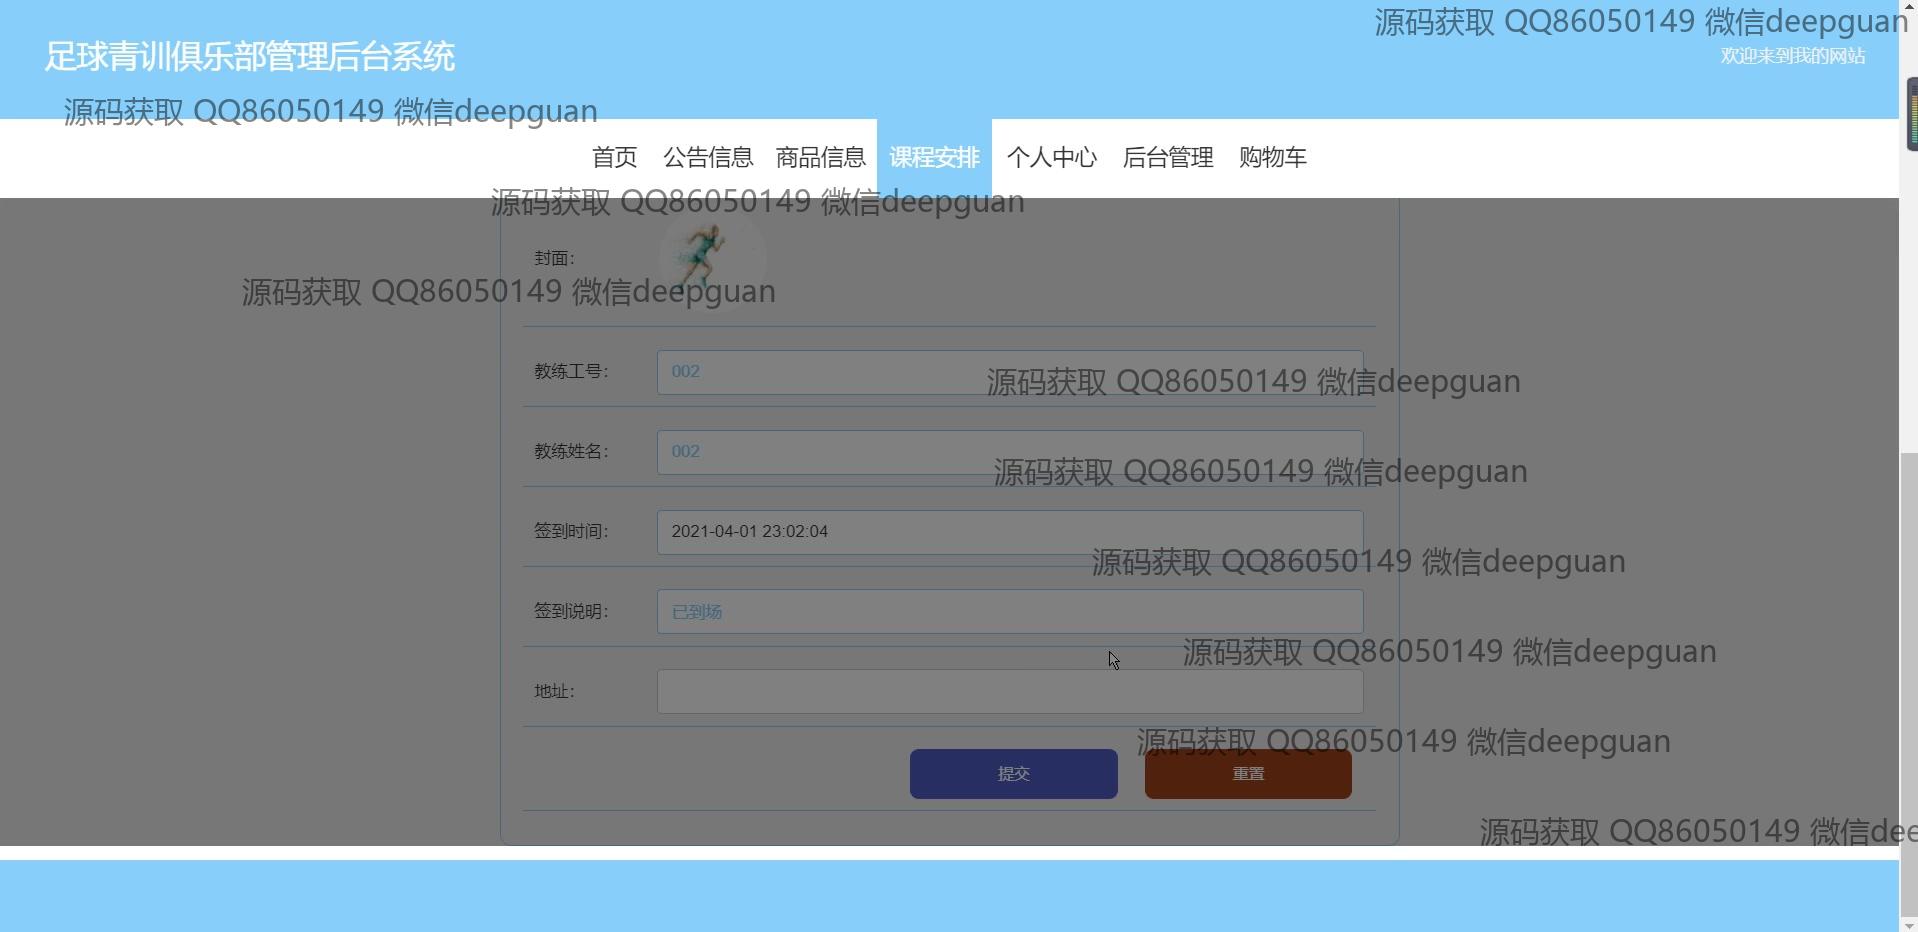 源码获取 QQ86050149 微信deepguan
足球青训俱乐部管理后台系统
欢迎来到我的网站
源码获取 QQ86050149 微信deepguan
首页 公告信息 商品信息 课程安排 个人中心 后台管理 购物车
源码获取 QQ86050149 微信deepguan
封面：
源码获取 QQ86050149 微信deepguan
教练工号： 002
源码获取 QQ86050149 微信deepguan
教练姓名： 002
源码获取 QQ86050149 微信deepguan
签到时间： 2021-04-01 23:02:04
源码获取 QQ86050149 微信deepguan
签到说明： 已到场
源码获取 QQ86050149 微信deepguan
地址：
源码获取 QQ86050149 微信deepguan
提交 重置
源码获取 QQ86050149 微信dee